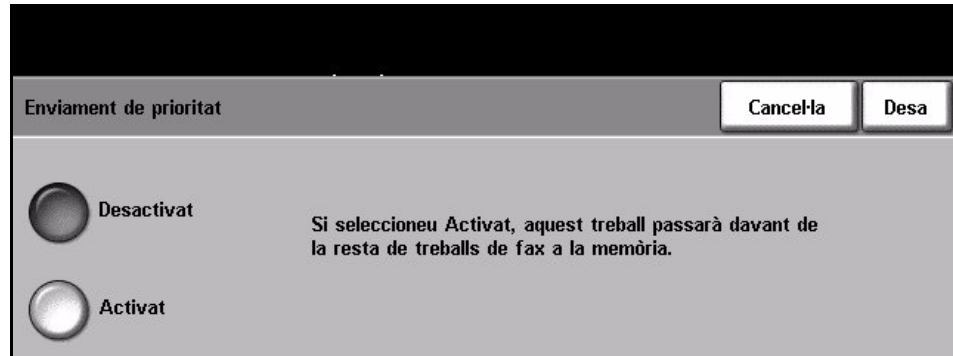 Enviament de prioritat
Cancel·la
Desa
Desactivat
Si seleccioneu Activat, aquest treball passarà davant de
la resta de treballs de fax a la memòria.
Activat